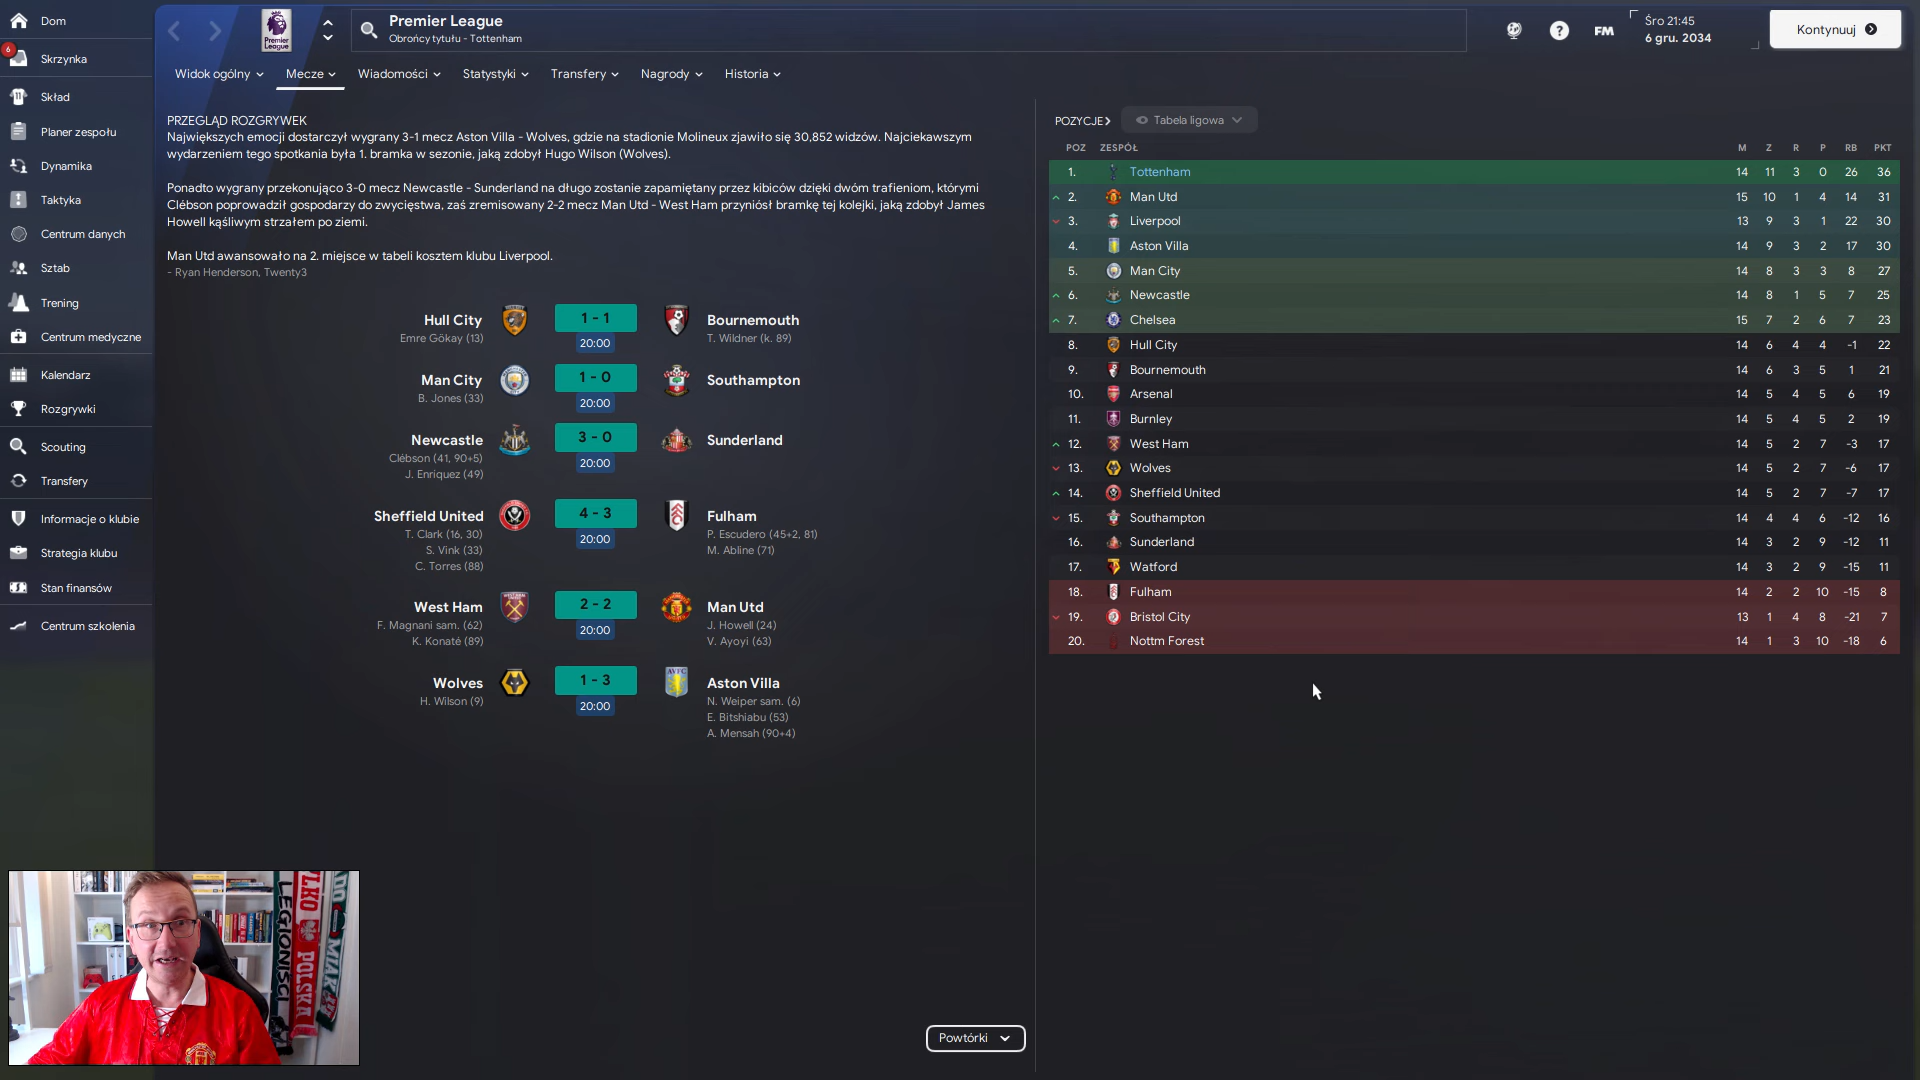 Dom
6
Skrzynka
Skład
Planer zespołu
Dynamika
Taktyka
Centrum danych
Sztab
Trening
Centrum medyczne
Kalendarz
Rozgrywki
Scouting
Transfery
Informacje o klubie
Strategia klubu
Stan finansów
Centrum szkolenia
Premier League
Premier League
Obrońcy tytułu - Tottenham
?
FM
Śro 21:45
6 gru. 2034
Kontynuuj
Widok ogólny
Mecze
Wiadomości
Statystyki
Transfery
Nagrody
Historia
PRZEGLĄD ROZGRYWEK
Największych emocji dostarczył wygrany 3-1 mecz Aston Villa - Wolves, gdzie na stadionie Molineux zjawiło się 30,852 widzów. Najciekawszym
wydarzeniem tego spotkania była 1. bramka w sezonie, jaką zdobył Hugo Wilson (Wolves).
Ponadto wygrany przekonująco 3-0 mecz Newcastle - Sunderland na długo zostanie zapamiętany przez kibiców dzięki dwóm trafieniom, którymi
Clébson poprowadził gospodarzy do zwycięstwa, zaś zremisowany 2-2 mecz Man Utd - West Ham przyniósł bramkę tej kolejki, jaką zdobył James
Howell kąśliwym strzałem po ziemi.
Man Utd awansowało na 2. miejsce w tabeli kosztem klubu Liverpool.
- Ryan Henderson, Twenty3
Hull City 1 - 1 Bournemouth
Emre Gökay (13) 20:00 T. Wildner (k. 89)
Man City 1 - 0 Southampton
B. Jones (33) 20:00
Newcastle 3 - 0 Sunderland
Clébson (41, 90+5) 20:00
J. Enriquez (49)
Sheffield United 4 - 3 Fulham
T. Clark (16, 30) 20:00 P. Escudero (45+2, 81)
S. Vink (33) M. Abline (71)
C. Torres (88)
West Ham 2 - 2 Man Utd
F. Magnani sam. (62) 20:00 J. Howell (24)
K. Konaté (89) V. Ayoyi (63)
Wolves 1 - 3 Aston Villa
H. Wilson (9) 20:00 N. Weiper sam. (6)
E. Bitshiabu (53)
A. Mensah (90+4)
Powtórki
POZYCJE
Tabela ligowa
POZ ZESPÓŁ M Z R P RB PKT
1. Tottenham 14 11 3 0 26 36
2. Man Utd 15 10 1 4 14 31
3. Liverpool 13 9 3 1 22 30
4. Aston Villa 14 9 3 2 17 30
5. Man City 14 8 3 3 8 27
6. Newcastle 14 8 1 5 7 25
7. Chelsea 15 7 2 6 7 23
8. Hull City 14 6 4 4 -1 22
9. Bournemouth 14 6 3 5 1 21
10. Arsenal 14 5 4 5 6 19
11. Burnley 14 5 4 5 2 19
12. West Ham 14 5 2 7 -3 17
13. Wolves 14 5 2 7 -6 17
14. Sheffield United 14 5 2 7 -7 17
15. Southampton 14 4 4 6 -12 16
16. Sunderland 14 3 2 9 -12 11
17. Watford 14 3 2 9 -15 11
18. Fulham 14 2 2 10 -15 8
19. Bristol City 13 1 4 8 -21 7
20. Nottm Forest 14 1 3 10 -18 6
LEGIONIŚCI
POLSKA